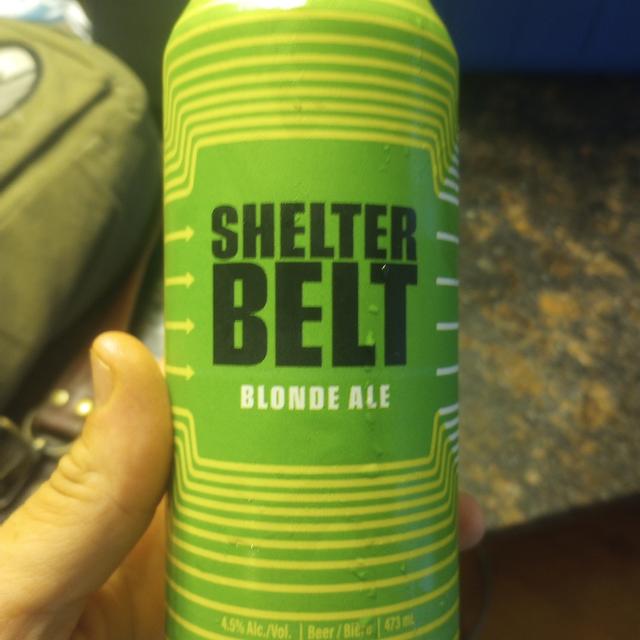 SHELTER
BELT
BLONDE ALE
4.5% Alc./Vol. | Beer / Bière | 473 mL